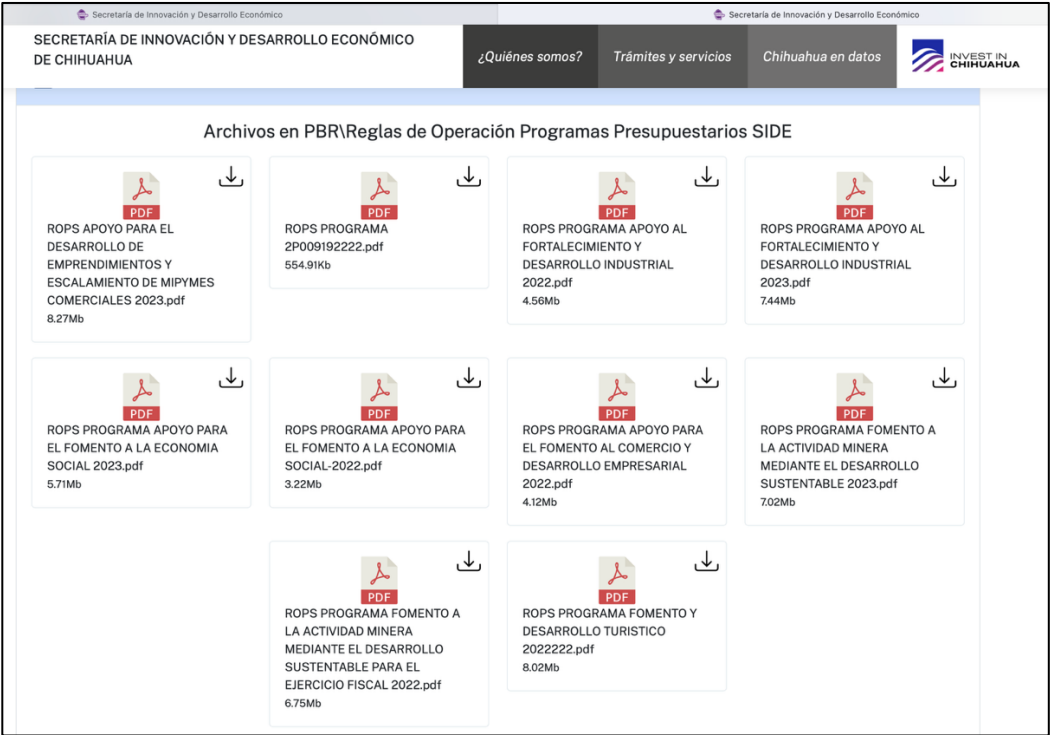 Secretaría de Innovación y Desarrollo Económico
Secretaría de Innovación y Desarrollo Económico
SECRETARÍA DE INNOVACIÓN Y DESARROLLO ECONÓMICO
DE CHIHUAHUA
¿Quiénes somos?
Trámites y servicios
Chihuahua en datos
INVEST IN
CHIHUAHUA
Archivos en PBR\Reglas de Operación Programas Presupuestarios SIDE
PDF
ROPS APOYO PARA EL
DESARROLLO DE
EMPRENDIMIENTOS Y
ESCALAMIENTO DE MIPYMES
COMERCIALES 2023.pdf
8.27Mb
PDF
ROPS PROGRAMA
2P009192222.pdf
554.91Kb
PDF
ROPS PROGRAMA APOYO AL
FORTALECIMIENTO Y
DESARROLLO INDUSTRIAL
2022.pdf
4.56Mb
PDF
ROPS PROGRAMA APOYO AL
FORTALECIMIENTO Y
DESARROLLO INDUSTRIAL
2023.pdf
7.44Mb
PDF
ROPS PROGRAMA APOYO PARA
EL FOMENTO A LA ECONOMIA
SOCIAL 2023.pdf
5.71Mb
PDF
ROPS PROGRAMA APOYO PARA
EL FOMENTO A LA ECONOMIA
SOCIAL-2022.pdf
3.22Mb
PDF
ROPS PROGRAMA APOYO PARA
EL FOMENTO AL COMERCIO Y
DESARROLLO EMPRESARIAL
2022.pdf
4.12Mb
PDF
ROPS PROGRAMA FOMENTO A
LA ACTIVIDAD MINERA
MEDIANTE EL DESARROLLO
SUSTENTABLE 2023.pdf
7.02Mb
PDF
ROPS PROGRAMA FOMENTO A
LA ACTIVIDAD MINERA
MEDIANTE EL DESARROLLO
SUSTENTABLE PARA EL
EJERCICIO FISCAL 2022.pdf
6.75Mb
PDF
ROPS PROGRAMA FOMENTO Y
DESARROLLO TURISTICO
2022222.pdf
8.02Mb